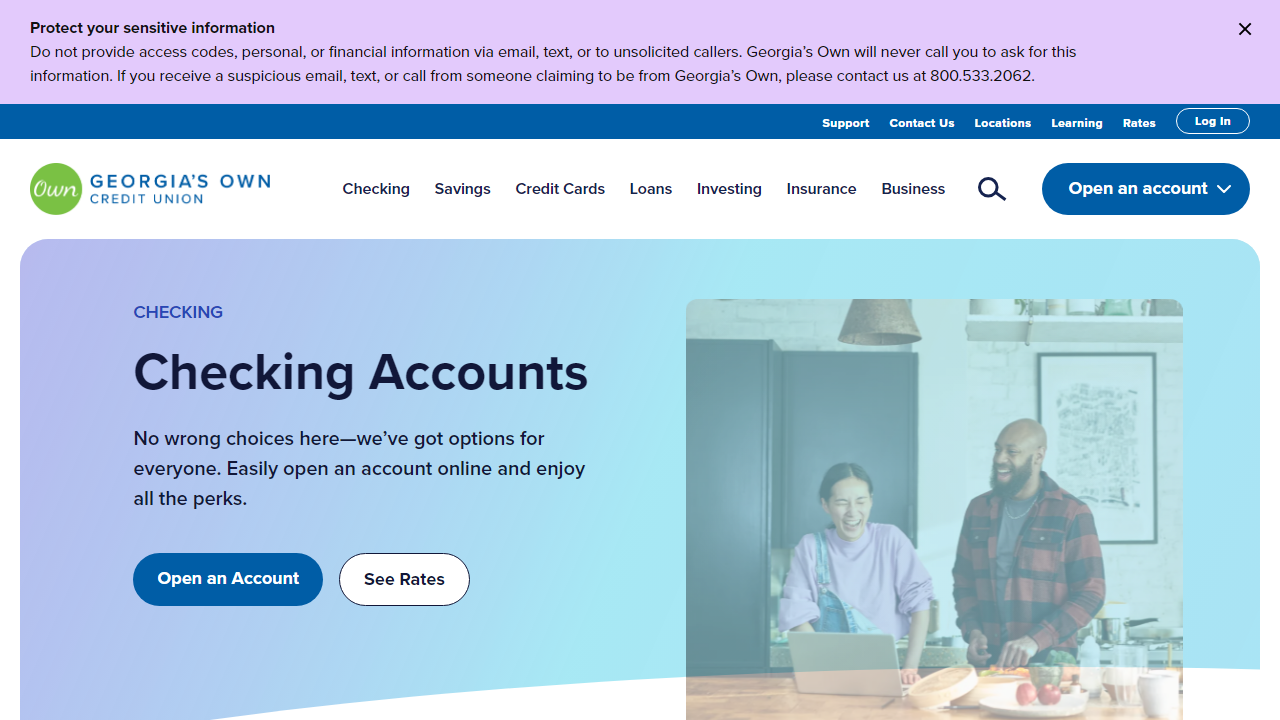 Protect your sensitive information
Do not provide access codes, personal, or financial information via email, text, or to unsolicited callers. Georgia’s Own will never call you to ask for this
information. If you receive a suspicious email, text, or call from someone claiming to be from Georgia’s Own, please contact us at 800.533.2062.
Support Contact Us Locations Learning Rates Log In
Own GEORGIA’S OWN
CREDIT UNION
Checking Savings Credit Cards Loans Investing Insurance Business Open an account
CHECKING
Checking Accounts
No wrong choices here—we’ve got options for
everyone. Easily open an account online and enjoy
all the perks.
Open an Account See Rates